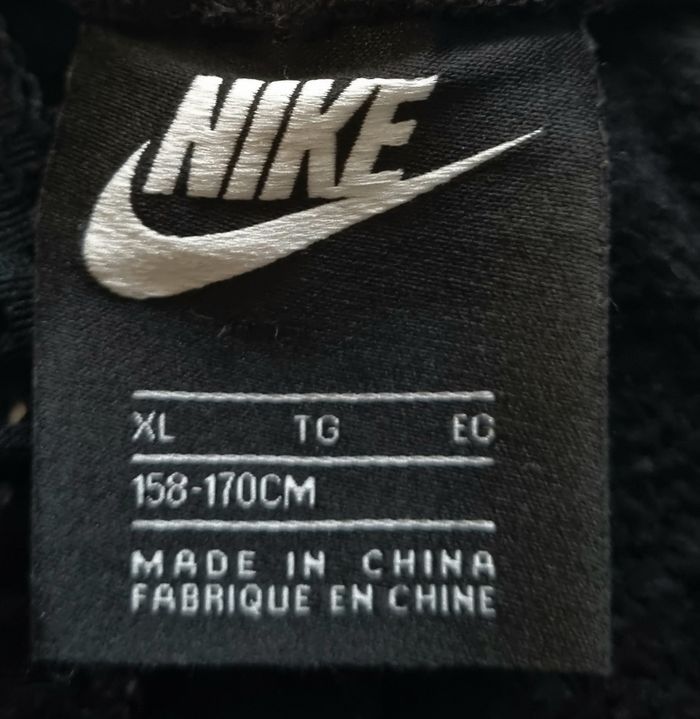 NIKE
XL TG EG
158-170CM
MADE IN CHINA
FABRIQUE EN CHINE